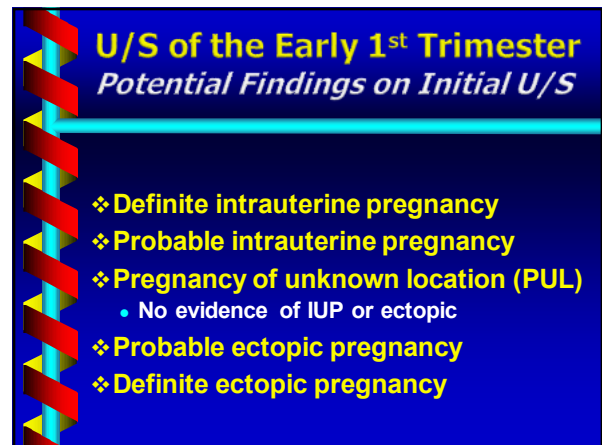 U/S of the Early 1st Trimester
Potential Findings on Initial U/S
❖Definite intrauterine pregnancy
❖Probable intrauterine pregnancy
❖Pregnancy of unknown location (PUL)
• No evidence of IUP or ectopic
❖Probable ectopic pregnancy
❖Definite ectopic pregnancy